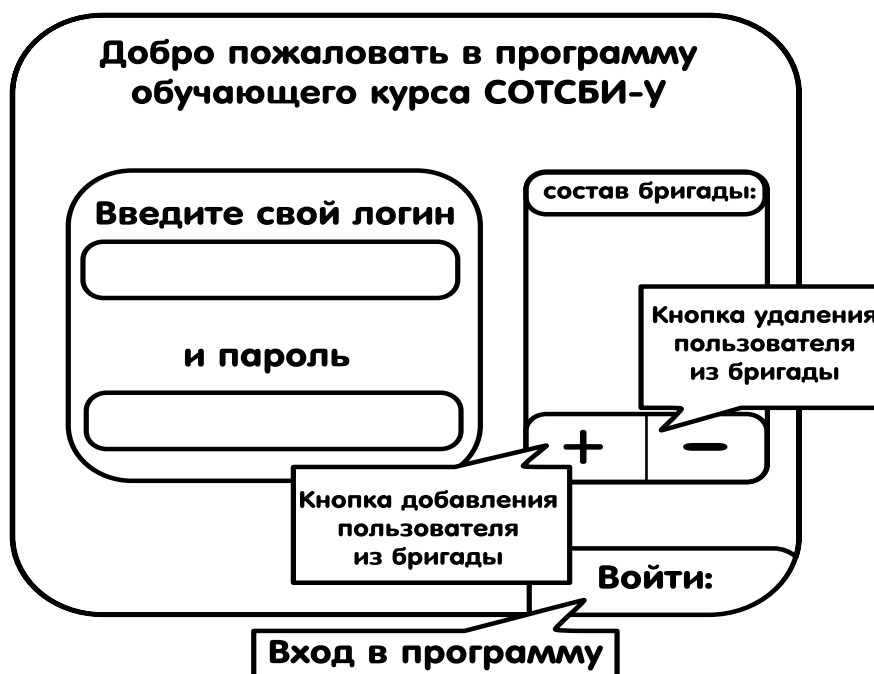 Добро пожаловать в программу
обучающего курса СОТСБИ-У
Введите свой логин
и пароль
состав бригады:
Кнопка удаления
пользователя
из бригады
+
−
Кнопка добавления
пользователя
из бригады
Войти:
Вход в программу